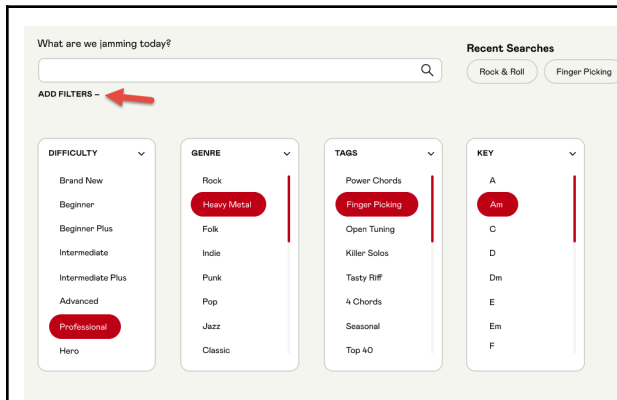 What are we jamming today?
Recent Searches
Rock & Roll
Finger Picking
ADD FILTERS –
DIFFICULTY
Brand New
Beginner
Beginner Plus
Intermediate
Intermediate Plus
Advanced
Professional
Hero
GENRE
Rock
Heavy Metal
Folk
Indie
Punk
Pop
Jazz
Classic
TAGS
Power Chords
Finger Picking
Open Tuning
Killer Solos
Tasty Riff
4 Chords
Seasonal
Top 40
KEY
A
Am
C
D
Dm
E
Em
F